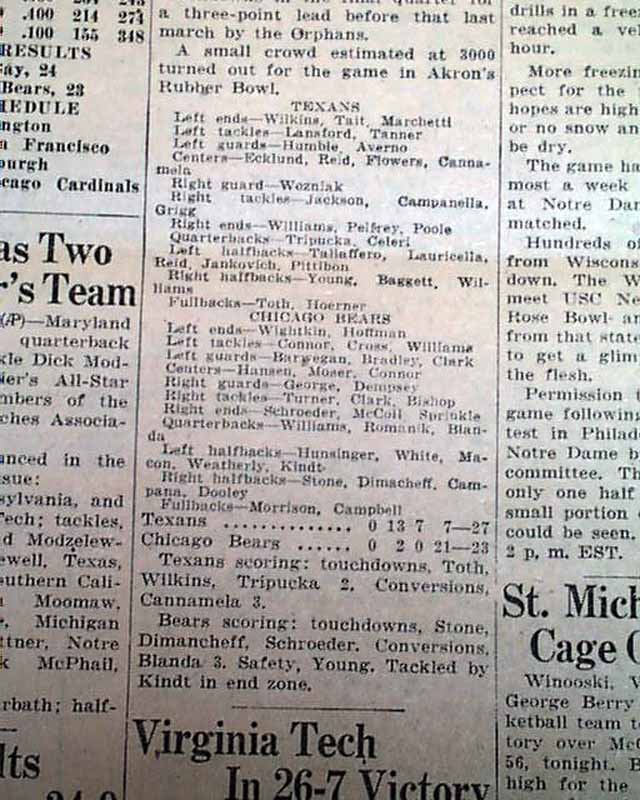 .100 214 273
.100 155 348
RESULTS
ay, 24
Bears, 23
HEDULE
ngton
Francisco
burgh
cago Cardinals
as Two
r's Team
(AP)—Maryland
quarterback
kle Dick Mod-
ier's All-Star
mbers of the
ches Associa-
anced in the
sue:
sylvania, and
Tech; tackles,
d Modzelew-
ewell, Texas,
outhern Cali-
Moomaw,
, Michigan
ttner, Notre
k McPhail,
rbath; half-
lts
a three-point lead before that last
march by the Orphans.
A small crowd estimated at 3000
turned out for the game in Akron's
Rubber Bowl.
TEXANS
Left ends—Wilkins, Tait, Marchetti
Left tackles—Lansford, Tanner
Left guards—Humble, Averno
Centers—Ecklund, Reid, Flowers, Canna-
mela
Right guard—Wozniak
Right tackles—Jackson, Campanella,
Grigg
Right ends—Williams, Pelfrey, Poole
Quarterbacks—Tripucka, Celeri
Left halfbacks—Taliaffero, Lauricella,
Reid, Jankovich, Pittibon
Right halfbacks—Young, Baggett, Wil-
liams
Fullbacks—Toth, Hoerner
CHICAGO BEARS
Left ends—Wightkin, Hoffman
Left tackles—Connor, Cross, Williams
Left guards—Barwegan, Bradley, Clark
Centers—Hansen, Moser, Connor
Right guards—George, Dempsey
Right tackles—Turner, Clark, Bishop
Right ends—Schroeder, McColl, Sprinkle
Quarterbacks—Williams, Romanik, Blan-
da
Left halfbacks—Hunsinger, White, Ma-
con, Weatherly, Kindt
Right halfbacks—Stone, Dimacheff, Cam-
pana, Dooley
Fullbacks—Morrison, Campbell
Texans .............. 0 13 7 7—27
Chicago Bears ...... 0 2 0 21—23
Texans scoring: touchdowns, Toth,
Wilkins, Tripucka 2. Conversions,
Cannamela 3.
Bears scoring: touchdowns, Stone,
Dimancheff, Schroeder. Conversions,
Blanda 3. Safety, Young. Tackled by
Kindt in end zone.
Virginia Tech
In 26-7 Victory
drills in a free
reached a vel
hour.
More freezin
pect for the
hopes are high
or no snow an
be dry.
The game ha
most a week
at Notre Dam
matched.
Hundreds of
from Wiscons
down. The W
meet USC Ne
Rose Bowl and
from that state
to get a glim
the flesh.
Permission t
game following
test in Philad
Notre Dame b
committee. Th
only one half
small portion
could be seen.
2 p. m. EST.
St. Mich
Cage
Winooski, V
George Berry
ketball team to
tory over McG
56, tonight. B
high for the